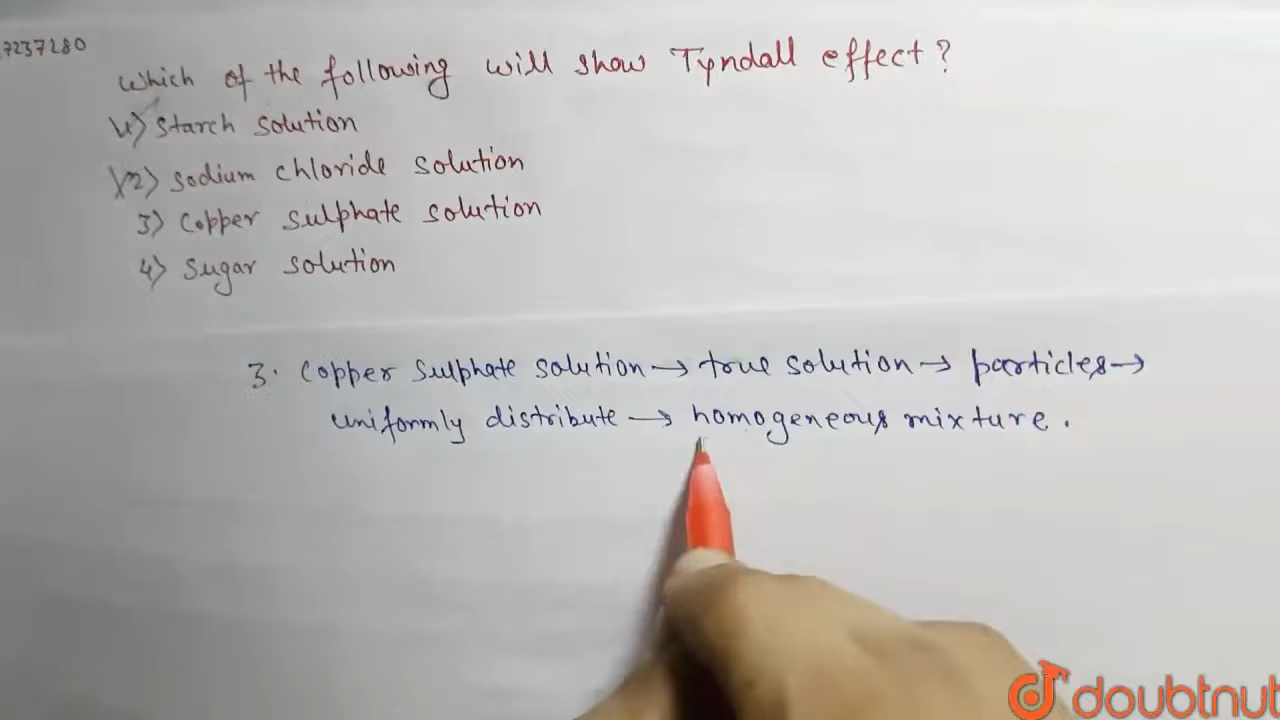 7237280
Which of the following will show Tyndall effect?
1) Starch solution
2) Sodium chloride solution
3) Copper sulphate solution
4) Sugar solution
3. Copper sulphate solution → true solution → particles →
uniformly distribute → homogeneous mixture.
doubtnut